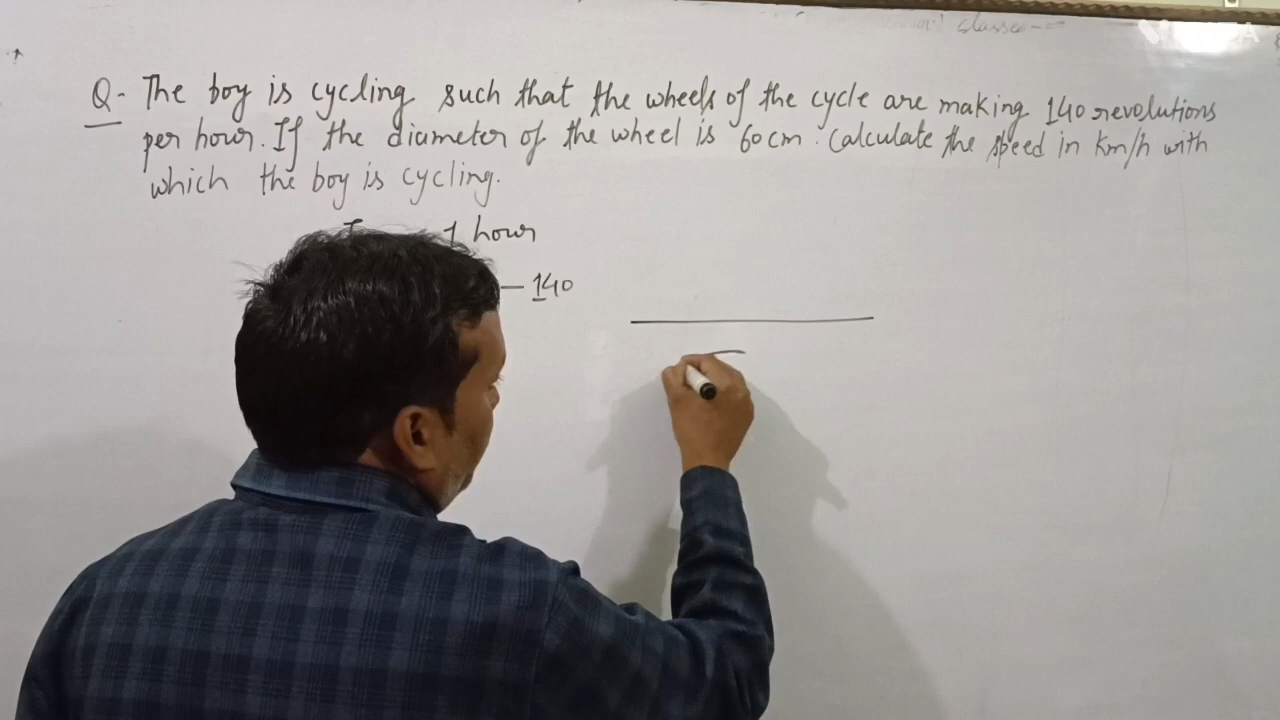 Q- The boy is cycling such that the wheels of the cycle are making 140 revolutions
per hour. If the diameter of the wheel is 60 cm. Calculate the speed in Km/h with
which the boy is cycling.
1 hour
— 140